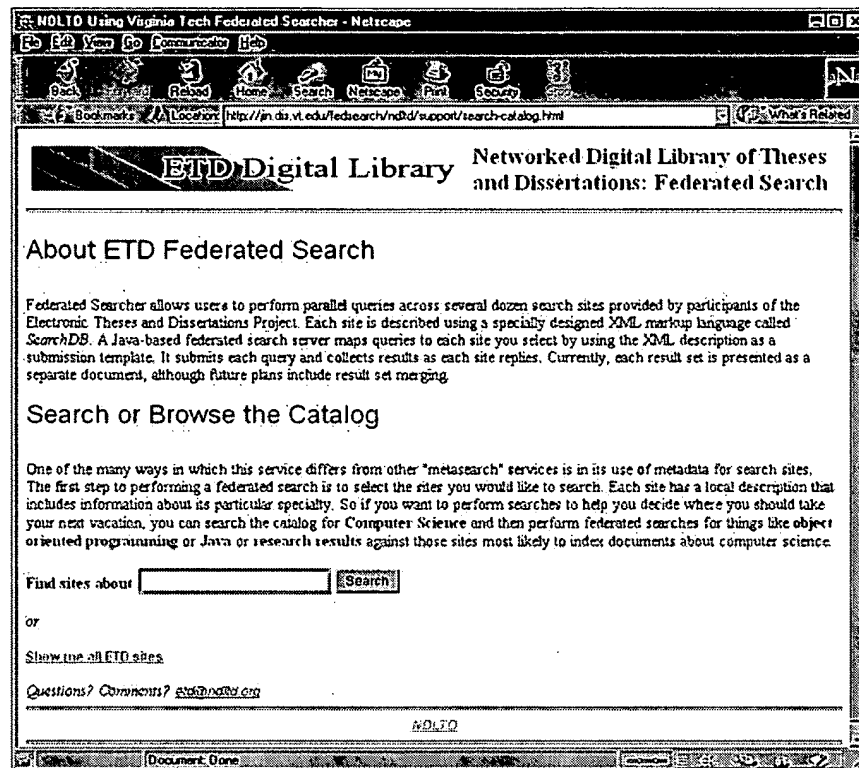 NDLTD Using Virginia Tech Federated Searcher - Netscape
File Edit View Go Communicator Help
Back Reload Home Search Netscape Print Security
Bookmarks Location: http://jin.dis.vt.edu/fedsearch/ndltd/support/search-catalog.html What's Related
ETD Digital Library
Networked Digital Library of Theses
and Dissertations: Federated Search
About ETD Federated Search
Federated Searcher allows users to perform parallel queries across several dozen search sites provided by participants of the
Electronic Theses and Dissertations Project. Each site is described using a specially designed XML markup language called
SearchDB. A Java-based federated search server maps queries to each site you select by using the XML description as a
submission template. It submits each query and collects results as each site replies. Currently, each result set is presented as a
separate document, although future plans include result set merging.
Search or Browse the Catalog
One of the many ways in which this service differs from other "metasearch" services is in its use of metadata for search sites.
The first step to performing a federated search is to select the sites you would like to search. Each site has a local description that
includes information about its particular specialty. So if you want to perform searches to help you decide where you should take
your next vacation, you can search the catalog for Computer Science and then perform federated searches for things like object
oriented programming or Java or research results against those sites most likely to index documents about computer science.
Find sites about Search
or
Show me all ETD sites
Questions? Comments? etd@ndltd.org
NDLTD
Document: Done